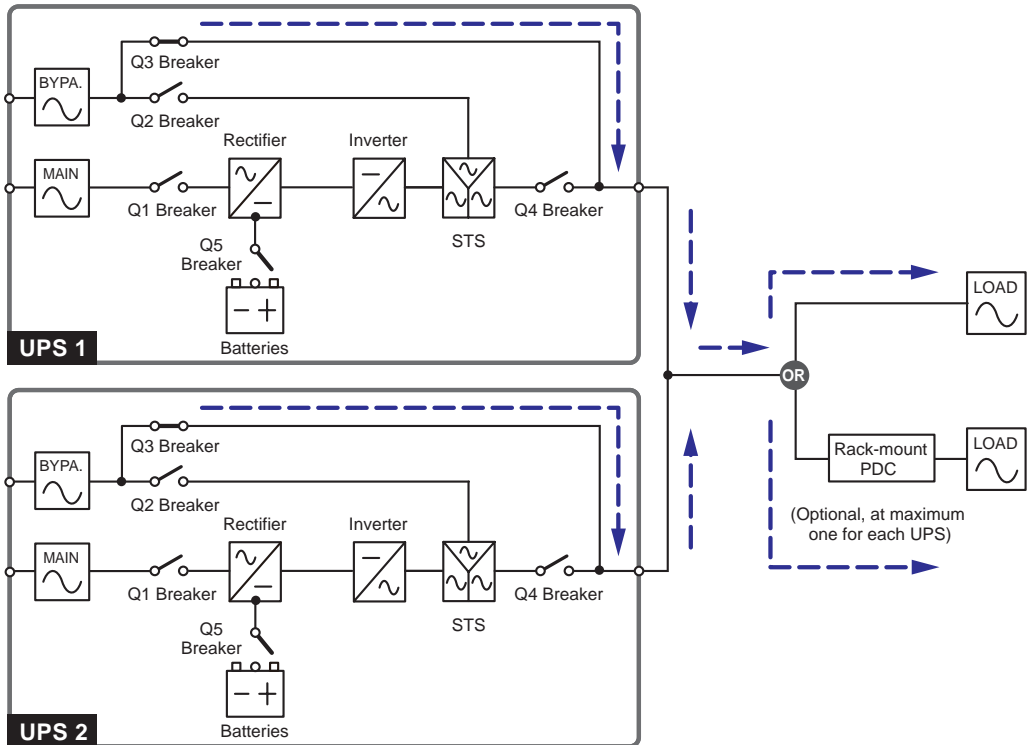 Q3 Breaker
BYPA.
Q2 Breaker
Rectifier
Inverter
MAIN
Q1 Breaker
Q4 Breaker
STS
Q5
Breaker
Batteries
UPS 1
LOAD
OR
Rack-mount
PDC
LOAD
(Optional, at maximum
one for each UPS)
Q3 Breaker
BYPA.
Q2 Breaker
Rectifier
Inverter
MAIN
Q1 Breaker
Q4 Breaker
STS
Q5
Breaker
Batteries
UPS 2